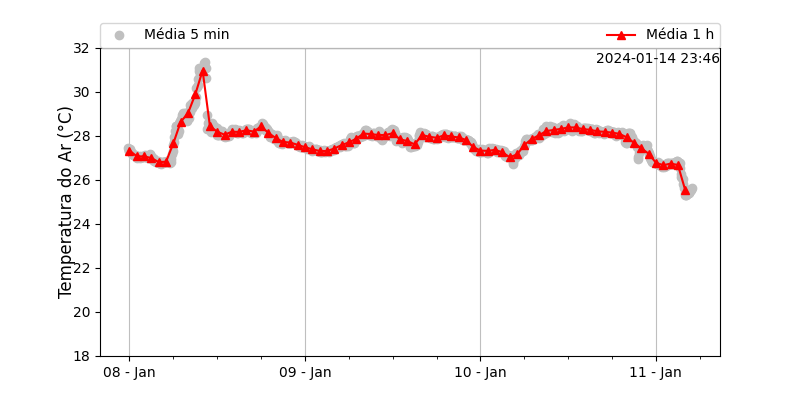 Média 5 min
Média 1 h
2024-01-14 23:46
Temperatura do Ar (°C)
32
30
28
26
24
22
20
18
08 - Jan
09 - Jan
10 - Jan
11 - Jan